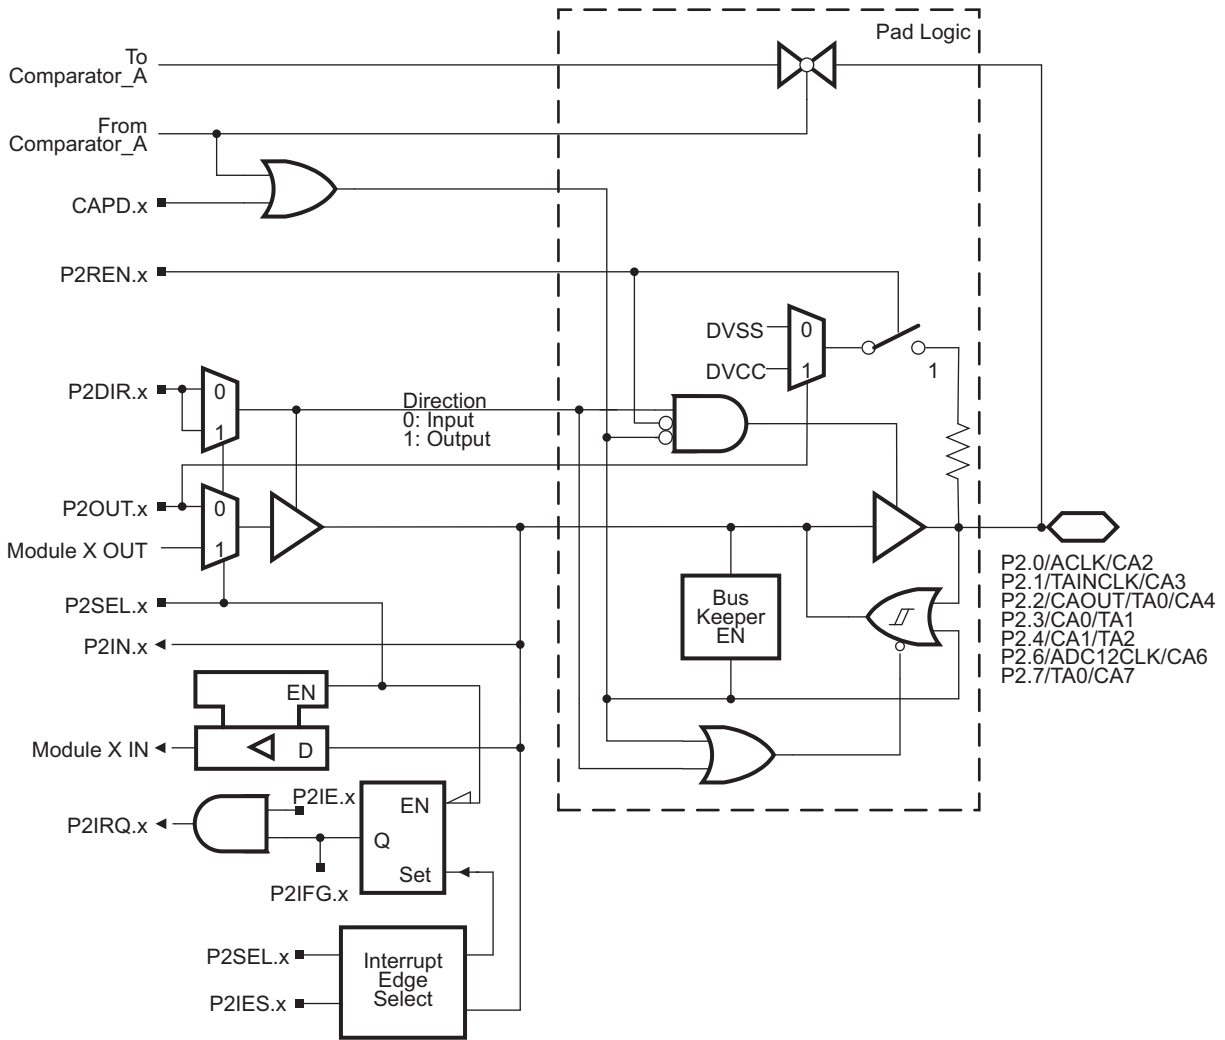 Pad Logic
To
Comparator_A
From
Comparator_A
CAPD.x
P2REN.x
DVSS
0
DVCC
1
1
P2DIR.x
0
1
Direction
0: Input
1: Output
P2OUT.x
0
Module X OUT
1
P2SEL.x
P2IN.x
Bus
Keeper
EN
P2.0/ACLK/CA2
P2.1/TAINCLK/CA3
P2.2/CAOUT/TA0/CA4
P2.3/CA0/TA1
P2.4/CA1/TA2
P2.6/ADC12CLK/CA6
P2.7/TA0/CA7
EN
Module X IN
D
P2IE.x
EN
P2IRQ.x
Q
Set
P2IFG.x
P2SEL.x
P2IES.x
Interrupt
Edge
Select